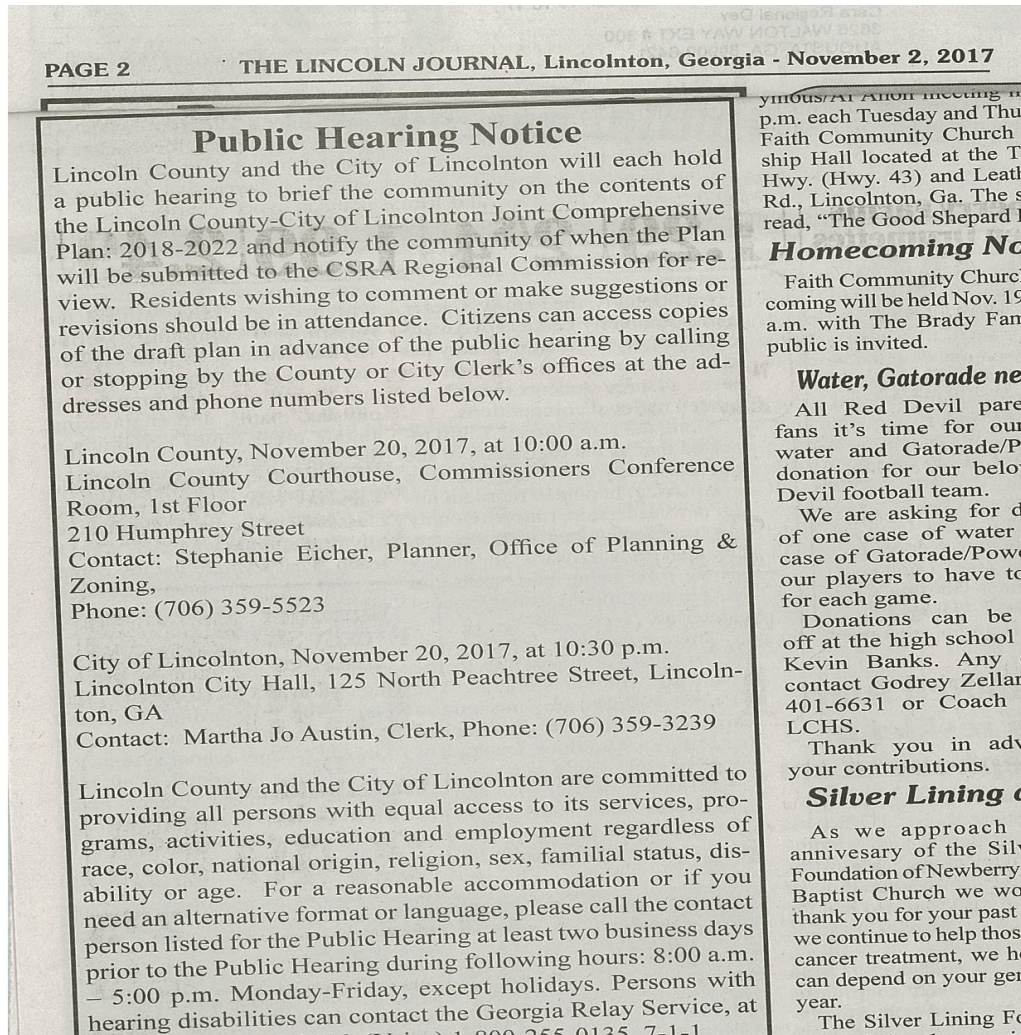 PAGE 2
THE LINCOLN JOURNAL, Lincolnton, Georgia - November 2, 2017
Public Hearing Notice
Lincoln County and the City of Lincolnton will each hold
a public hearing to brief the community on the contents of
the Lincoln County-City of Lincolnton Joint Comprehensive
Plan: 2018-2022 and notify the community of when the Plan
will be submitted to the CSRA Regional Commission for re-
view. Residents wishing to comment or make suggestions or
revisions should be in attendance. Citizens can access copies
of the draft plan in advance of the public hearing by calling
or stopping by the County or City Clerk's offices at the ad-
dresses and phone numbers listed below.
Lincoln County, November 20, 2017, at 10:00 a.m.
Lincoln County Courthouse, Commissioners Conference
Room, 1st Floor
210 Humphrey Street
Contact: Stephanie Eicher, Planner, Office of Planning &
Zoning,
Phone: (706) 359-5523
City of Lincolnton, November 20, 2017, at 10:30 p.m.
Lincolnton City Hall, 125 North Peachtree Street, Lincoln-
ton, GA
Contact: Martha Jo Austin, Clerk, Phone: (706) 359-3239
Lincoln County and the City of Lincolnton are committed to
providing all persons with equal access to its services, pro-
grams, activities, education and employment regardless of
race, color, national origin, religion, sex, familial status, dis-
ability or age. For a reasonable accommodation or if you
need an alternative format or language, please call the contact
person listed for the Public Hearing at least two business days
prior to the Public Hearing during following hours: 8:00 a.m.
– 5:00 p.m. Monday-Friday, except holidays. Persons with
hearing disabilities can contact the Georgia Relay Service, at
1-800-255-0135, 7-1-1
meeting
p.m. each Tuesday and Thu
Faith Community Church
ship Hall located at the T
Hwy. (Hwy. 43) and Leath
Rd., Lincolnton, Ga. The s
read, "The Good Shepard
Homecoming No
Faith Community Churc
coming will be held Nov. 19
a.m. with The Brady Fam
public is invited.
Water, Gatorade ne
All Red Devil pare
fans it's time for our
water and Gatorade/P
donation for our belo
Devil football team.
We are asking for d
of one case of water
case of Gatorade/Powe
our players to have to
for each game.
Donations can be
off at the high school
Kevin Banks. Any
contact Godrey Zellar
401-6631 or Coach
LCHS.
Thank you in adv
your contributions.
Silver Lining
As we approach
annivesary of the Silv
Foundation of Newberry
Baptist Church we wo
thank you for your past
we continue to help thos
cancer treatment, we h
can depend on your gen
year.
The Silver Lining Fo